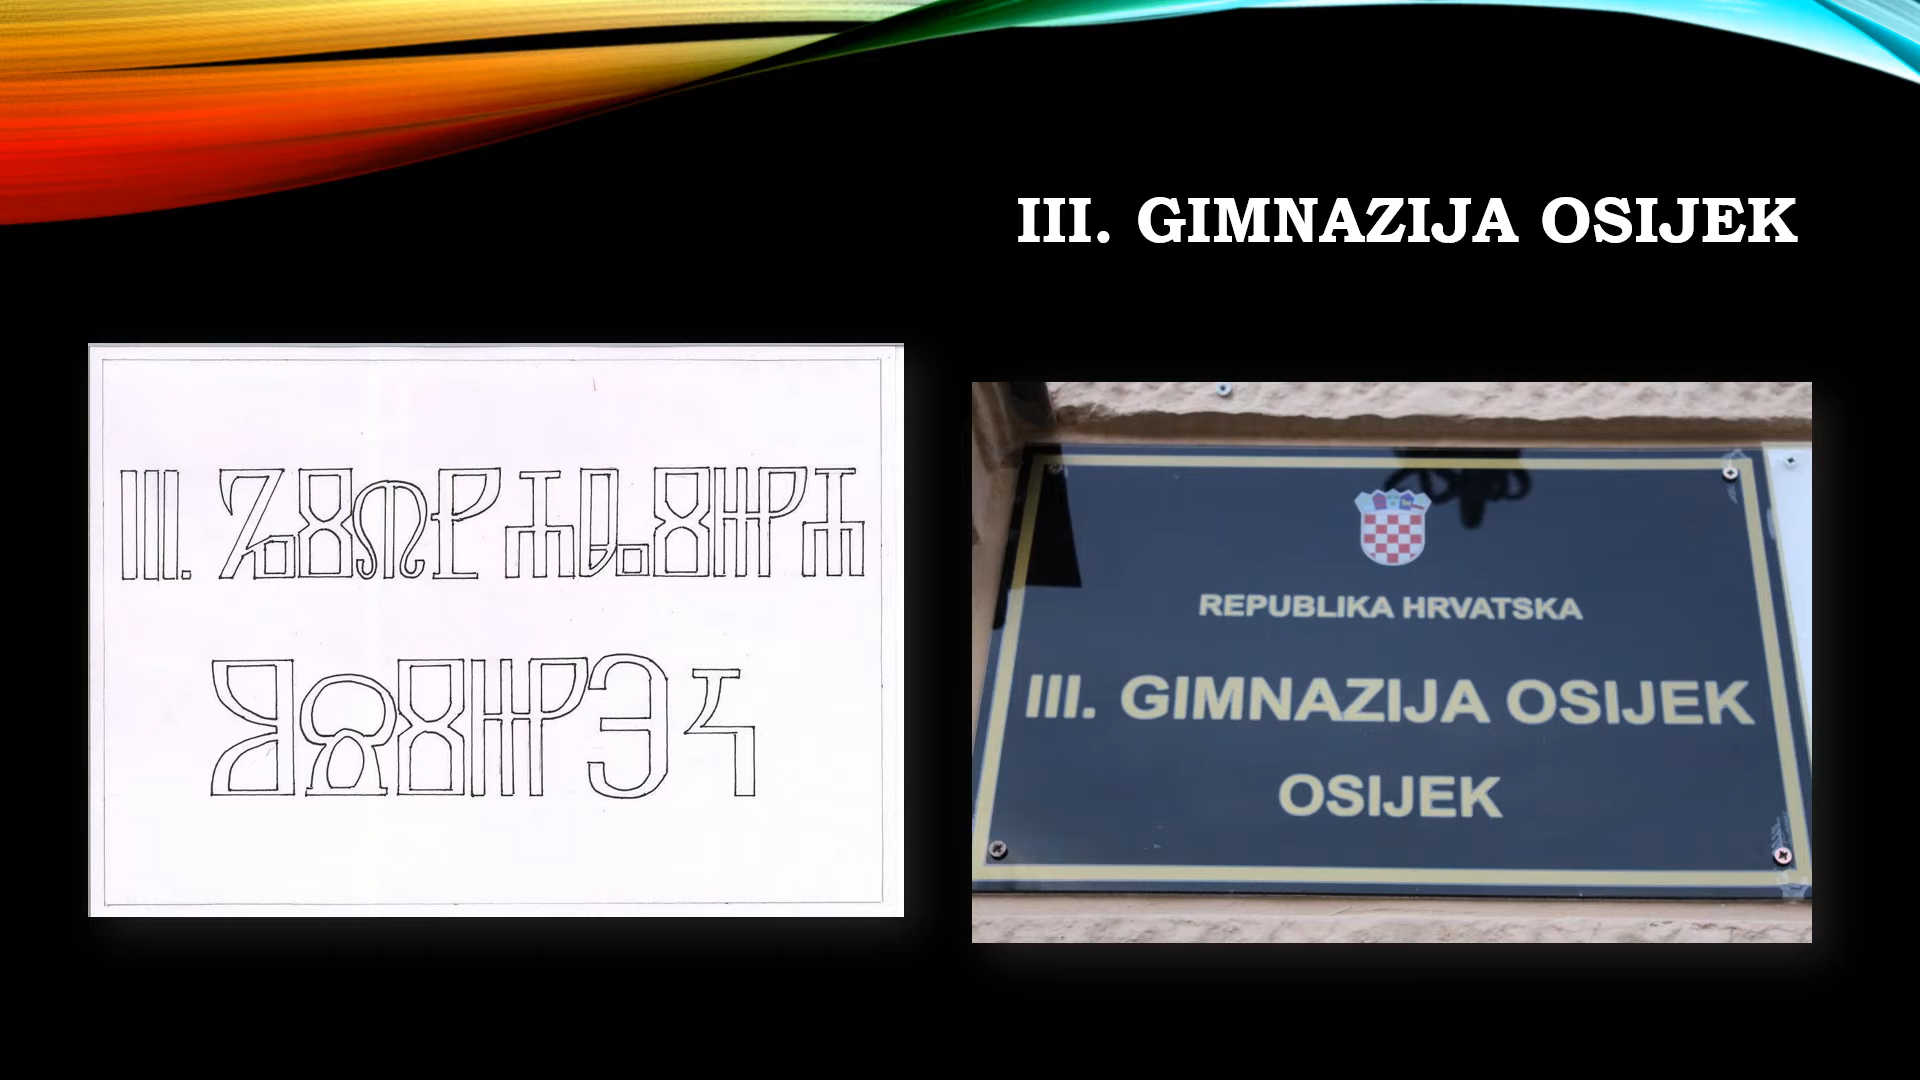 III. GIMNAZIJA OSIJEK
III. ⰃⰋⰏⰐⰀⰈⰋⰌⰀ
ⰑⰔⰋⰌⰅⰍ
REPUBLIKA HRVATSKA
III. GIMNAZIJA OSIJEK
OSIJEK